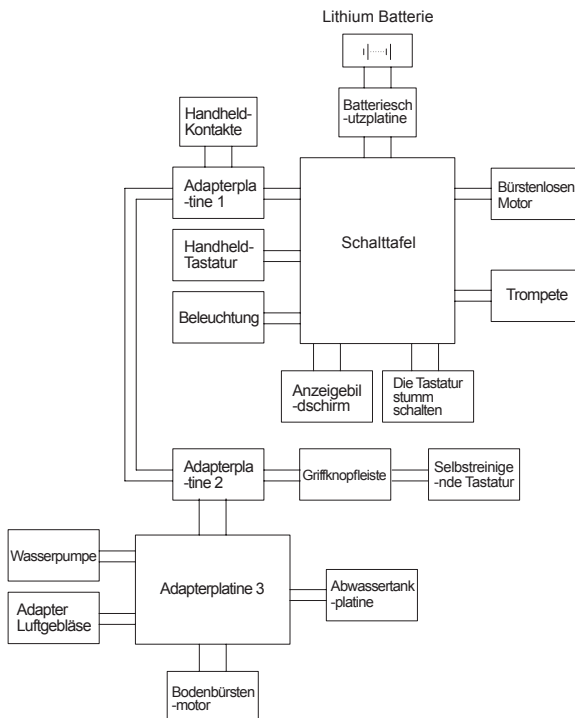 Lithium Batterie
Batteriesch
-utzplatine
Handheld-
Kontakte
Adapterpla
-tine 1
Bürstenlosen
Motor
Handheld-
Tastatur
Schalttafel
Beleuchtung
Trompete
Anzeigebil
-dschirm
Die Tastatur
stumm
schalten
Adapterpla
-tine 2
Griffknopfleiste
Selbstreinige
-nde Tastatur
Wasserpumpe
Adapterplatine 3
Abwassertank
-platine
Adapter
Luftgebläse
Bodenbürsten
-motor